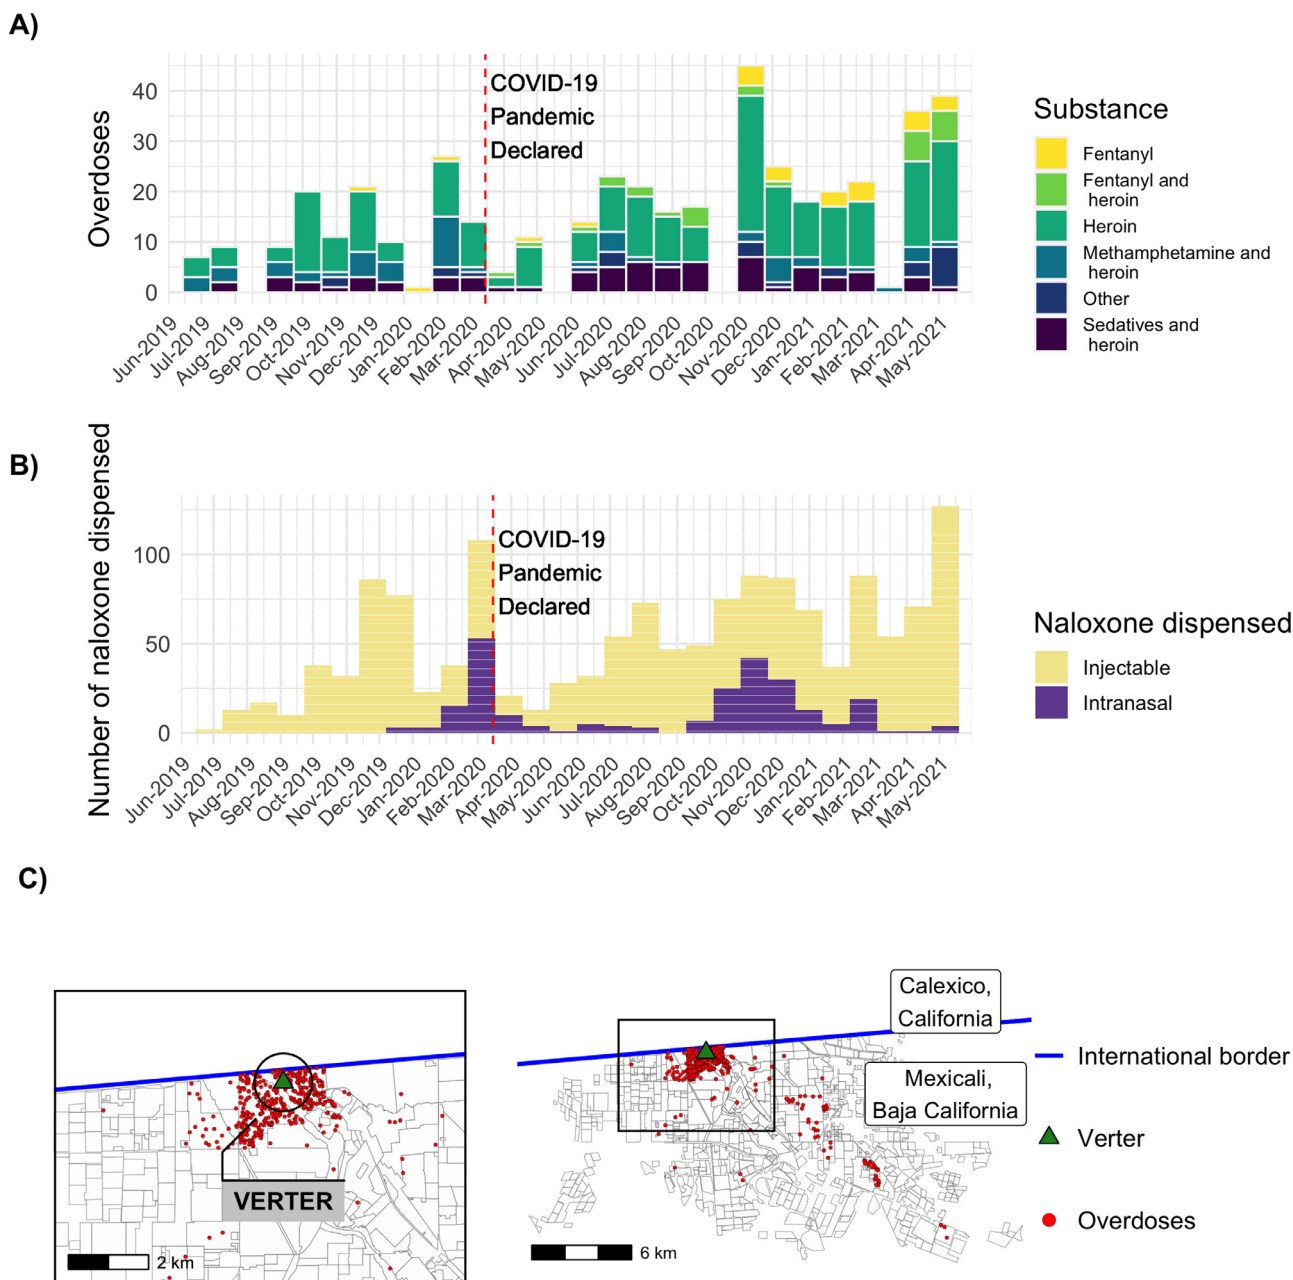 A)
Overdoses
40
30
20
10
0
COVID-19
Pandemic
Declared
Jun-2019
Jul-2019
Aug-2019
Sep-2019
Oct-2019
Nov-2019
Dec-2019
Jan-2020
Feb-2020
Mar-2020
Apr-2020
May-2020
Jun-2020
Jul-2020
Aug-2020
Sep-2020
Oct-2020
Nov-2020
Dec-2020
Jan-2021
Feb-2021
Mar-2021
Apr-2021
May-2021
Substance
Fentanyl
Fentanyl and
heroin
Heroin
Methamphetamine and
heroin
Other
Sedatives and
heroin
B)
Number of naloxone dispensed
100
50
0
COVID-19
Pandemic
Declared
Jun-2019
Jul-2019
Aug-2019
Sep-2019
Oct-2019
Nov-2019
Dec-2019
Jan-2020
Feb-2020
Mar-2020
Apr-2020
May-2020
Jun-2020
Jul-2020
Aug-2020
Sep-2020
Oct-2020
Nov-2020
Dec-2020
Jan-2021
Feb-2021
Mar-2021
Apr-2021
May-2021
Naloxone dispensed
Injectable
Intranasal
C)
VERTER
2 km
Calexico,
California
Mexicali,
Baja California
6 km
International border
Verter
Overdoses